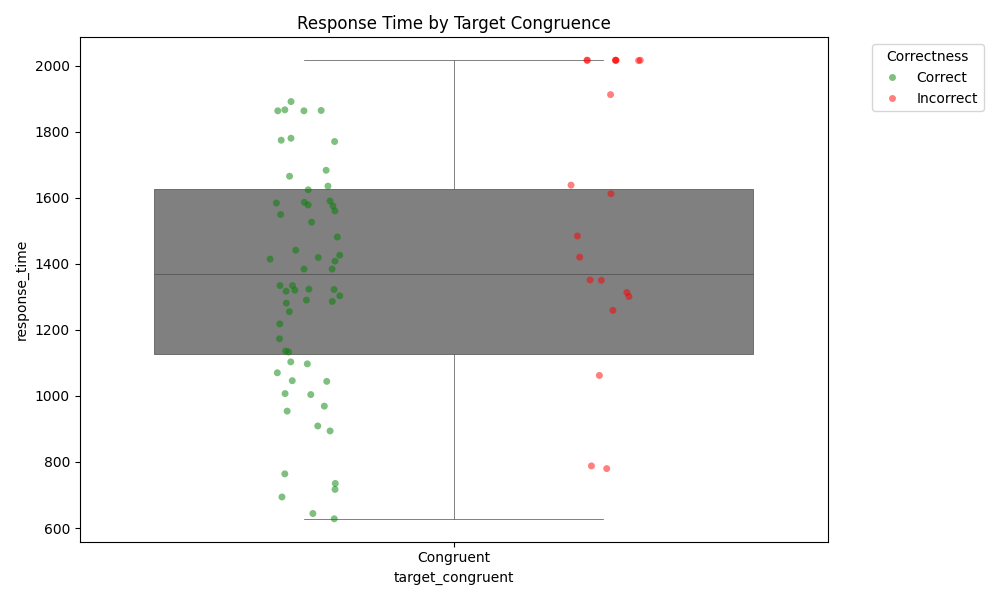 Response Time by Target Congruence
Correctness
Correct
Incorrect
response_time
2000
1800
1600
1400
1200
1000
800
600
Congruent
target_congruent